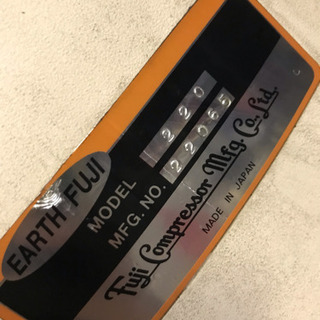 EARTH FUJI
MODEL 220
MFG. NO. 22065
Fuji Compressor Mfg. Co., Ltd.
MADE IN JAPAN